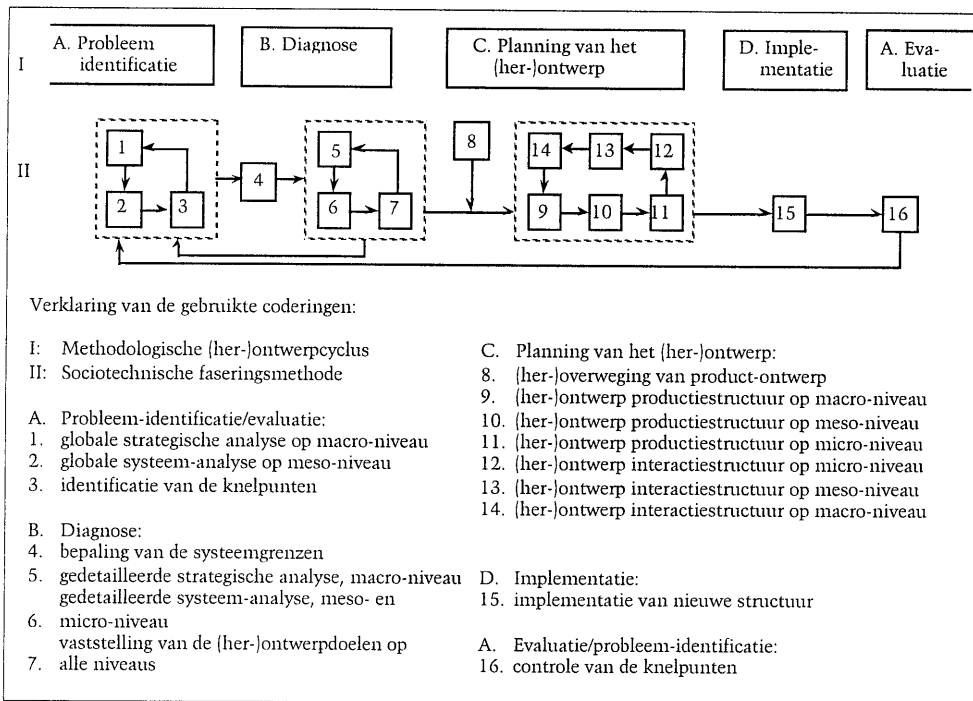 I
A. Probleem
identificatie
B. Diagnose
C. Planning van het
(her-)ontwerp
D. Imple-
mentatie
A. Eva-
luatie
II
1
2
3
4
5
6
7
8
14
13
12
9
10
11
15
16
Verklaring van de gebruikte coderingen:
I: Methodologische (her-)ontwerpcyclus
II: Sociotechnische faseringsmethode
A. Probleem-identificatie/evaluatie:
1. globale strategische analyse op macro-niveau
2. globale systeem-analyse op meso-niveau
3. identificatie van de knelpunten
B. Diagnose:
4. bepaling van de systeemgrenzen
5. gedetailleerde strategische analyse, macro-niveau
gedetailleerde systeem-analyse, meso- en
6. micro-niveau
vaststelling van de (her-)ontwerpdoelen op
7. alle niveaus
C. Planning van het (her-)ontwerp:
8. (her-)overweging van product-ontwerp
9. (her-)ontwerp productiestructuur op macro-niveau
10. (her-)ontwerp productiestructuur op meso-niveau
11. (her-)ontwerp productiestructuur op micro-niveau
12. (her-)ontwerp interactiestructuur op micro-niveau
13. (her-)ontwerp interactiestructuur op meso-niveau
14. (her-)ontwerp interactiestructuur op macro-niveau
D. Implementatie:
15. implementatie van nieuwe structuur
A. Evaluatie/probleem-identificatie:
16. controle van de knelpunten